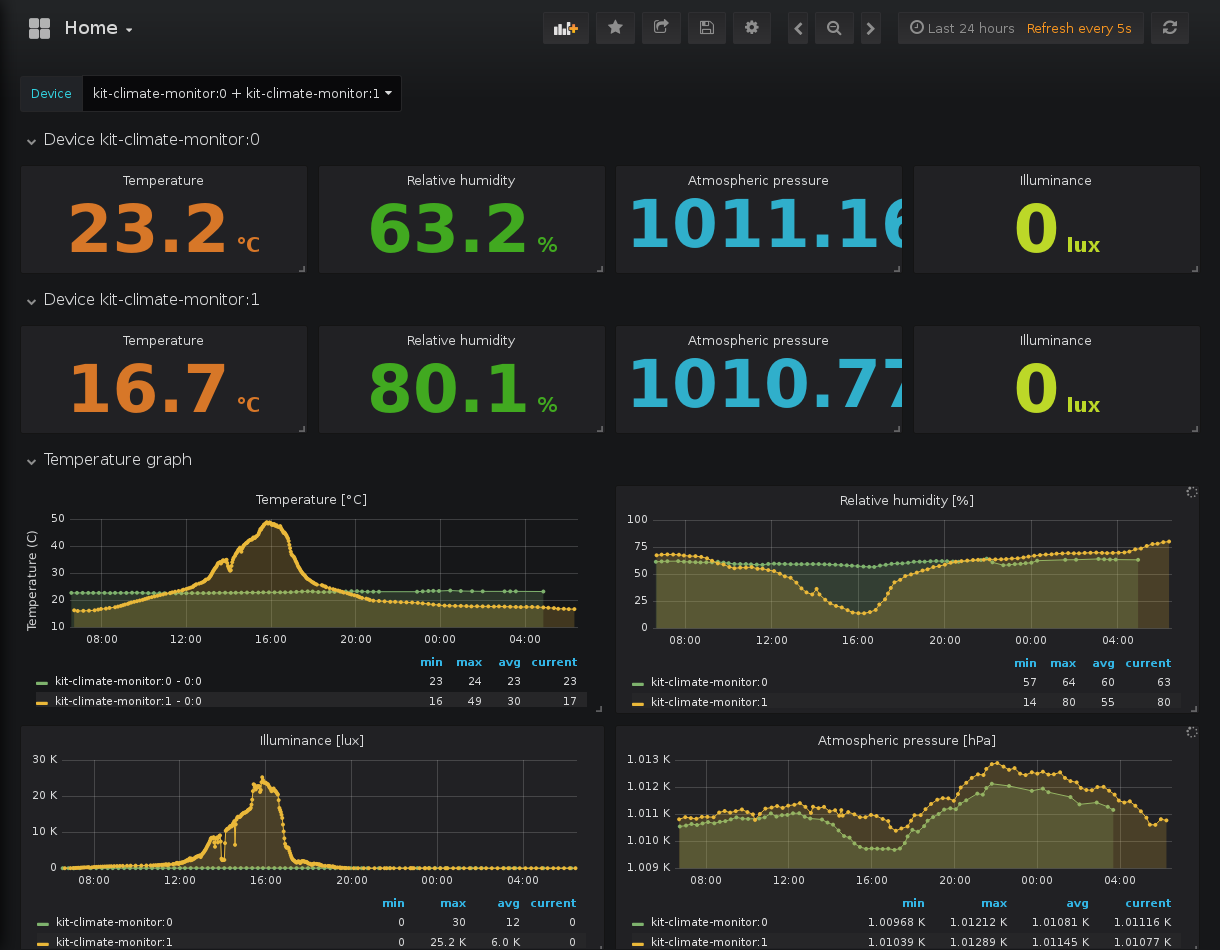 Home
Last 24 hours Refresh every 5s
Device kit-climate-monitor:0 + kit-climate-monitor:1
Device kit-climate-monitor:0
Temperature
23.2 °C
Relative humidity
63.2 %
Atmospheric pressure
1011.16
Illuminance
0 lux
Device kit-climate-monitor:1
Temperature
16.7 °C
Relative humidity
80.1 %
Atmospheric pressure
1010.77
Illuminance
0 lux
Temperature graph
Temperature [°C]
Temperature (C)
50
40
30
20
10
08:00 12:00 16:00 20:00 00:00 04:00
min max avg current
kit-climate-monitor:0 - 0:0 23 24 23 23
kit-climate-monitor:1 - 0:0 16 49 30 17
Relative humidity [%]
100
75
50
25
0
08:00 12:00 16:00 20:00 00:00 04:00
min max avg current
kit-climate-monitor:0 57 64 60 63
kit-climate-monitor:1 14 80 55 80
Illuminance [lux]
30 K
20 K
10 K
0
08:00 12:00 16:00 20:00 00:00 04:00
min max avg current
kit-climate-monitor:0 0 30 12 0
kit-climate-monitor:1 0 25.2 K 6.0 K 0
Atmospheric pressure [hPa]
1.013 K
1.012 K
1.011 K
1.010 K
1.009 K
08:00 12:00 16:00 20:00 00:00 04:00
min max avg current
kit-climate-monitor:0 1.00968 K 1.01212 K 1.01081 K 1.01116 K
kit-climate-monitor:1 1.01039 K 1.01289 K 1.01145 K 1.01077 K